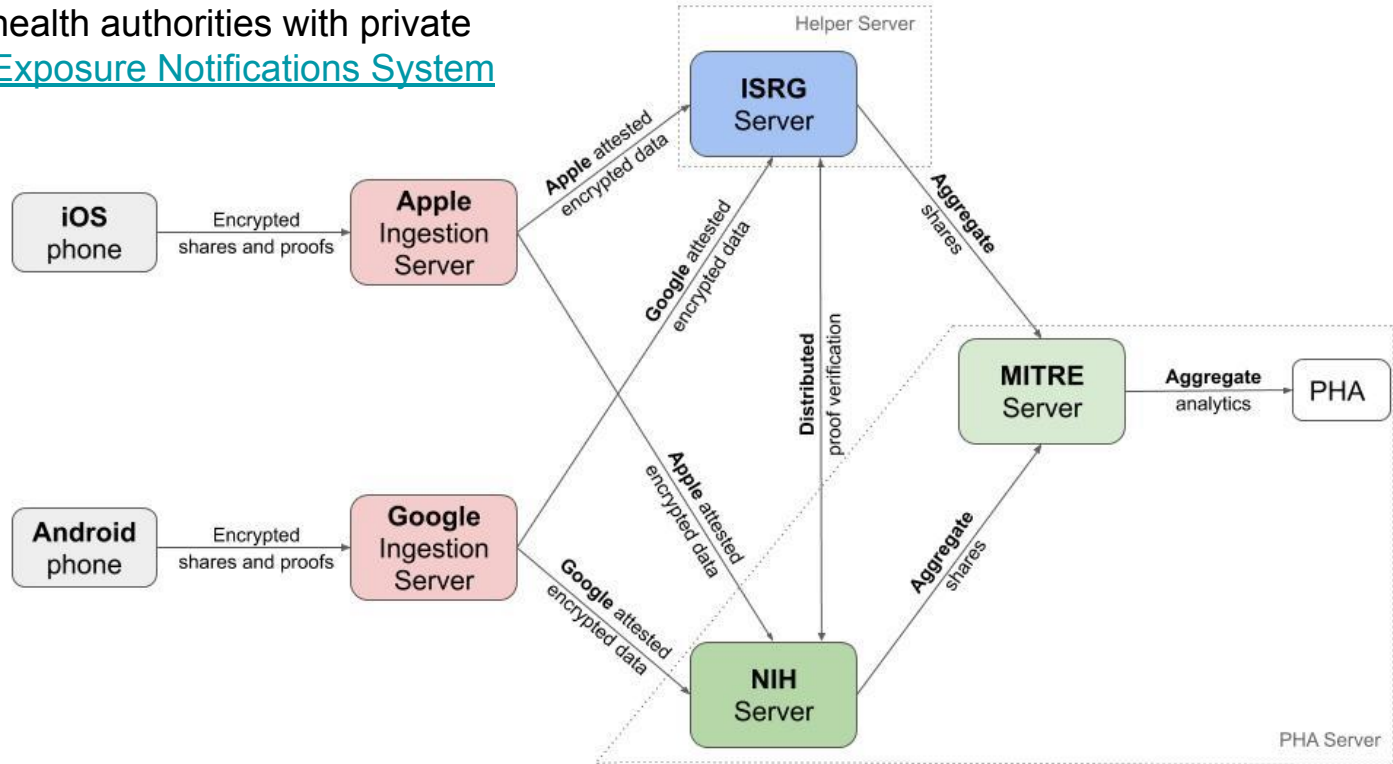 health authorities with private
Exposure Notifications System
Helper Server
ISRG
Server
Apple attested
encrypted data
Aggregate
shares
iOS
phone
Encrypted
shares and proofs
Apple
Ingestion
Server
Google attested
encrypted data
Distributed
proof verification
MITRE
Server
Aggregate
analytics
PHA
Android
phone
Encrypted
shares and proofs
Google
Ingestion
Server
Apple attested
encrypted data
Google attested
encrypted data
Aggregate
shares
NIH
Server
PHA Server